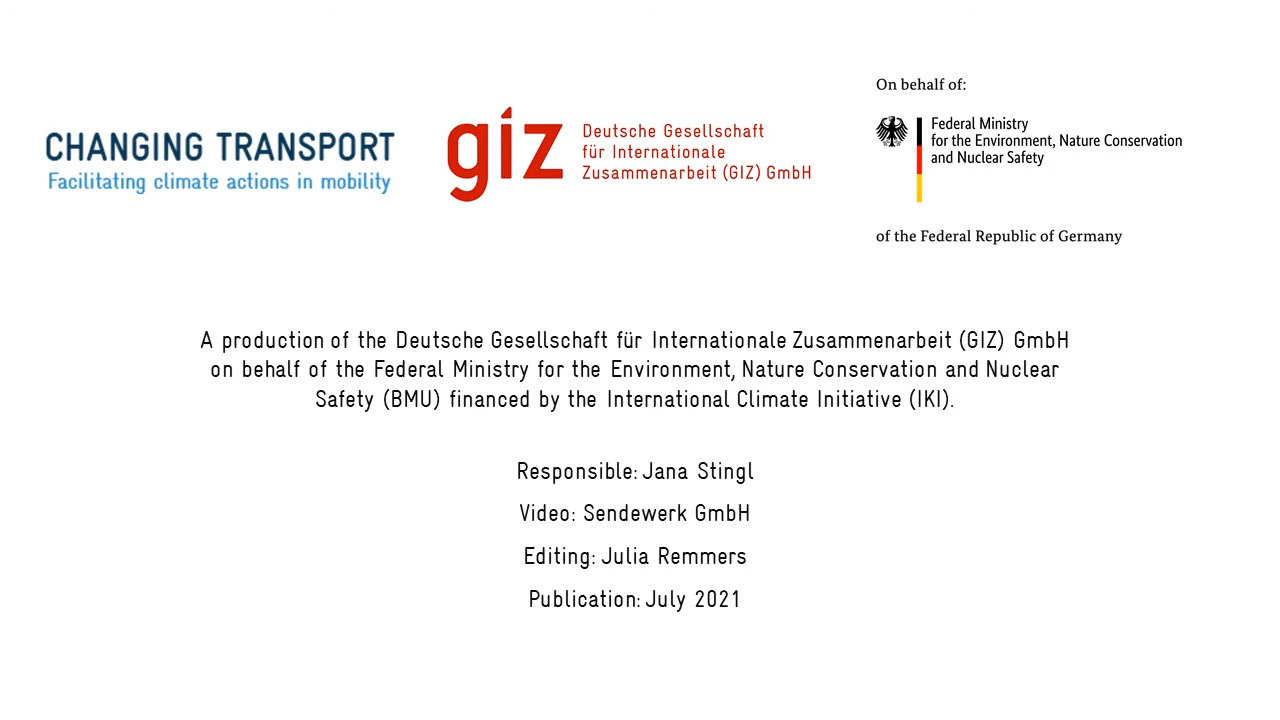 CHANGING TRANSPORT
Facilitating climate actions in mobility
giz
Deutsche Gesellschaft
für Internationale
Zusammenarbeit (GIZ) GmbH
On behalf of:
Federal Ministry
for the Environment, Nature Conservation
and Nuclear Safety
of the Federal Republic of Germany
A production of the Deutsche Gesellschaft für Internationale Zusammenarbeit (GIZ) GmbH
on behalf of the Federal Ministry for the Environment, Nature Conservation and Nuclear
Safety (BMU) financed by the International Climate Initiative (IKI).
Responsible: Jana Stingl
Video: Sendewerk GmbH
Editing: Julia Remmers
Publication: July 2021